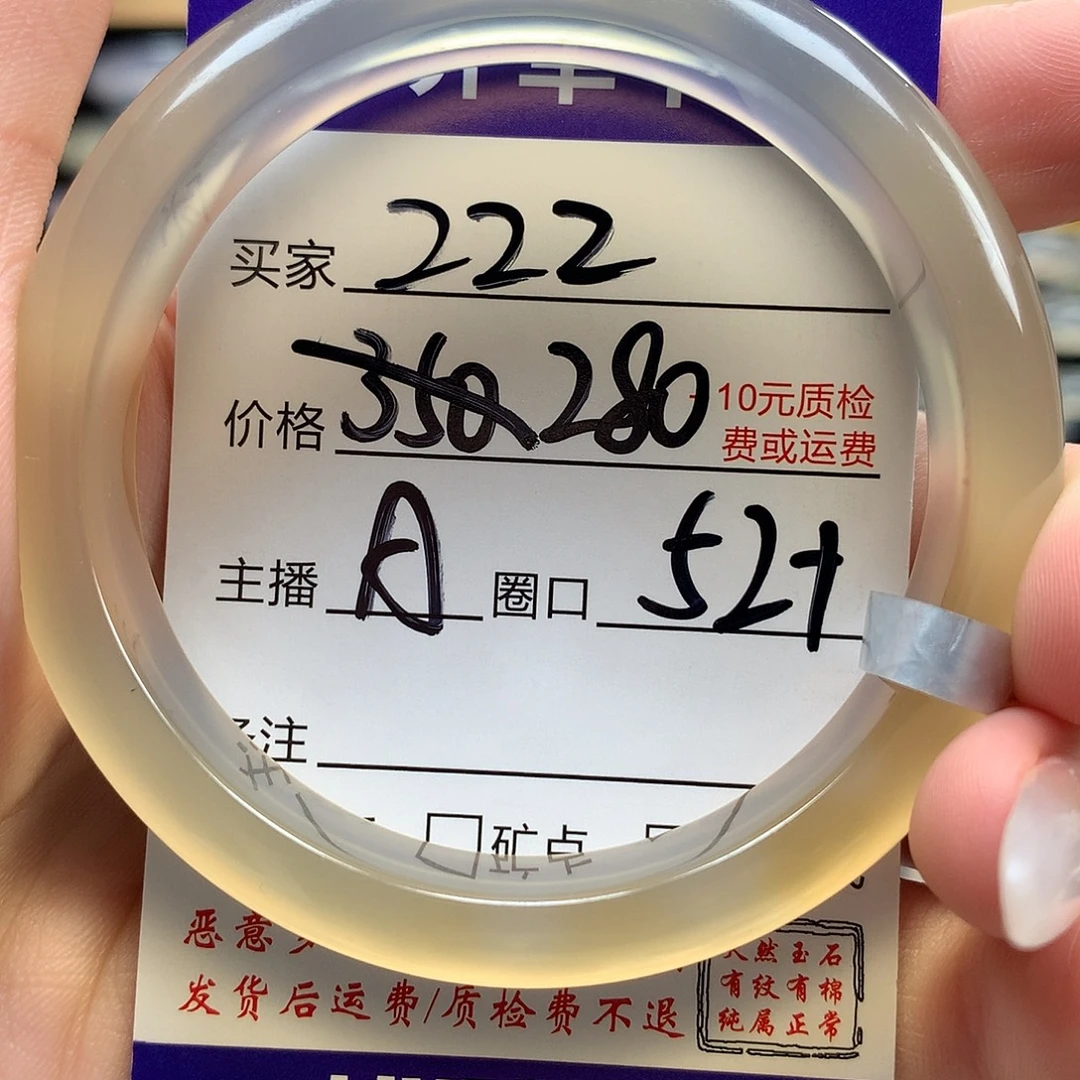 买家 222
价格 350 280 10元质检
费或运费
主播 A 圈口 52+
备注
矿点
恶意
发货后运费/质检费不退
天然玉石
有纹有棉
纯属正常